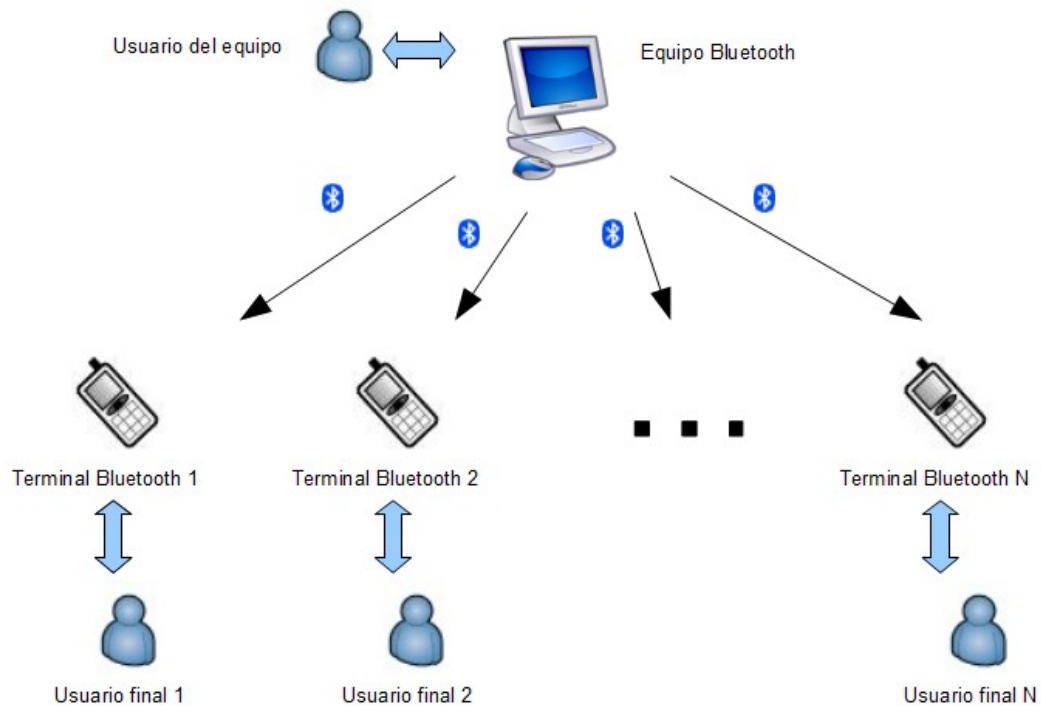 Usuario del equipo
Equipo Bluetooth
Terminal Bluetooth 1
Terminal Bluetooth 2
Terminal Bluetooth N
Usuario final 1
Usuario final 2
Usuario final N